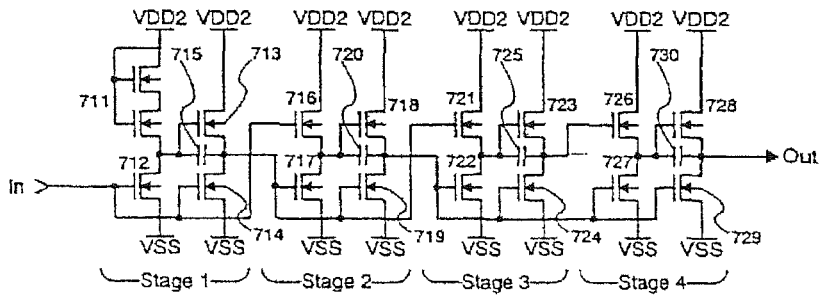 VDD2 VDD2 VDD2 VDD2 VDD2 VDD2 VDD2 VDD2
715 713 720 725 730
711 716 718 721 723 726 728
712 717 722 727
In Out
714 719 724 729
VSS VSS VSS VSS VSS VSS VSS VSS
Stage 1 Stage 2 Stage 3 Stage 4